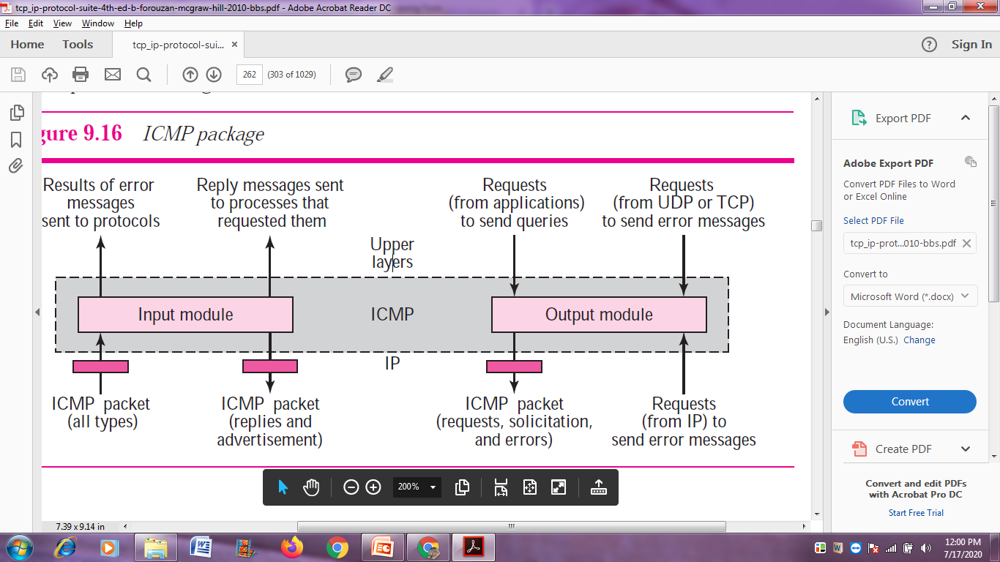 tcp_ip-protocol-suite-4th-ed-b-forouzan-mcgraw-hill-2010-bbs.pdf - Adobe Acrobat Reader DC
File Edit View Window Help
Home Tools tcp_ip-protocol-sui... × Sign In
262 (303 of 1029)
gure 9.16 ICMP package
Results of error
messages
sent to protocols
Reply messages sent
to processes that
requested them
Requests
(from applications)
to send queries
Requests
(from UDP or TCP)
to send error messages
Upper
layers
Input module
ICMP
Output module
IP
ICMP packet
(all types)
ICMP packet
(replies and
advertisement)
ICMP packet
(requests, solicitation,
and errors)
Requests
(from IP) to
send error messages
200%
7.39 x 9.14 in
Export PDF
Adobe Export PDF
Convert PDF Files to Word
or Excel Online
Select PDF File
tcp_ip-prot...010-bbs.pdf ×
Convert to
Microsoft Word (*.docx)
Document Language:
English (U.S.) Change
Convert
Create PDF
Convert and edit PDFs
with Acrobat Pro DC
Start Free Trial
12:00 PM
7/17/2020